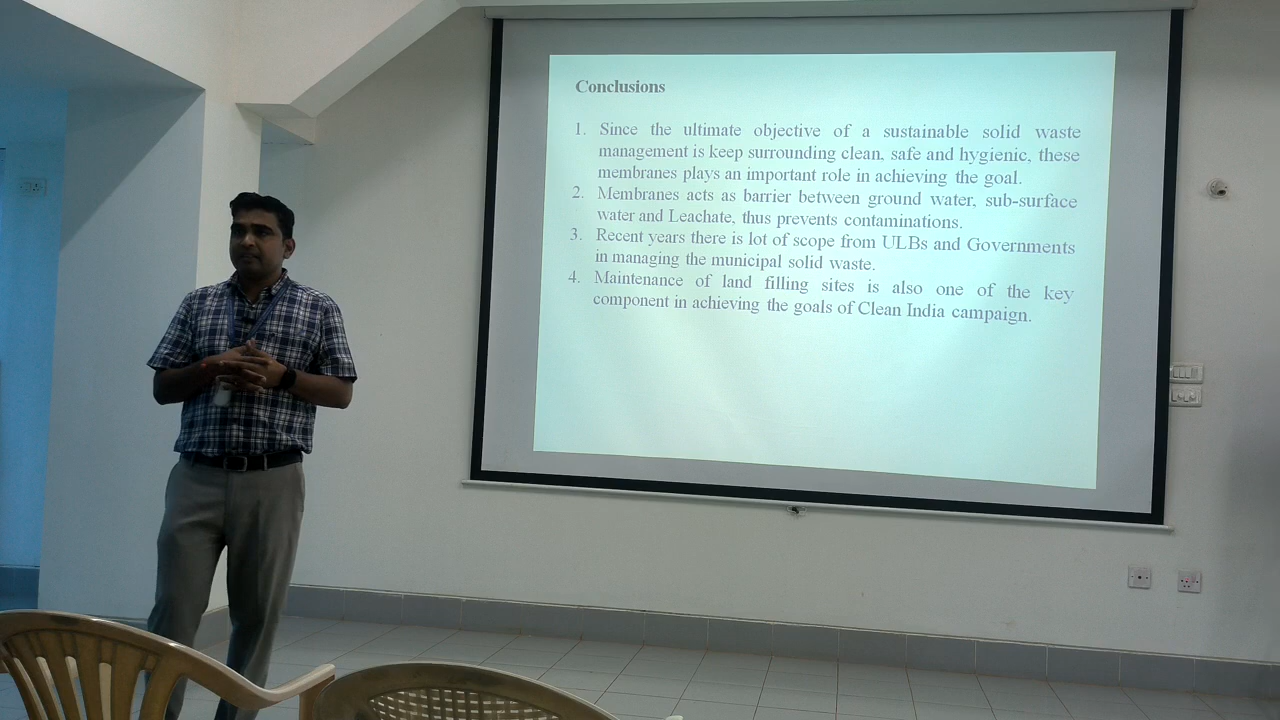 Conclusions
1. Since the ultimate objective of a sustainable solid waste
management is keep surrounding clean, safe and hygienic, these
membranes plays an important role in achieving the goal.
2. Membranes acts as barrier between ground water, sub-surface
water and Leachate, thus prevents contaminations.
3. Recent years there is lot of scope from ULBs and Governments
in managing the municipal solid waste.
4. Maintenance of land filling sites is also one of the key
component in achieving the goals of Clean India campaign.